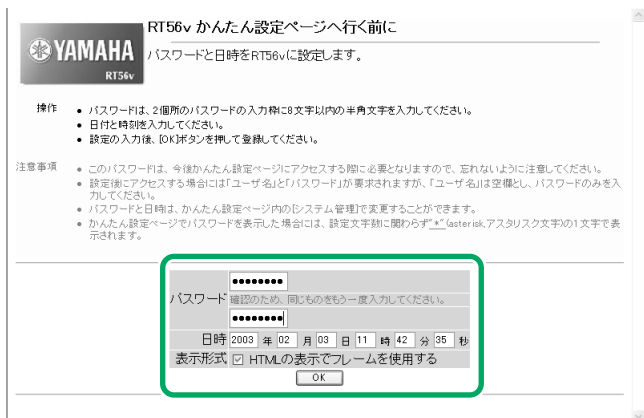 RT56v かんたん設定ページへ行く前に
YAMAHA
RT56v
パスワードと日時をRT56vに設定します。
操作
• パスワードは、2個所のパスワードの入力枠に8文字以内の半角文字を入力してください。
• 日付と時刻を入力してください。
• 設定の入力後、[OK]ボタンを押して登録してください。
注意事項
• このパスワードは、今後かんたん設定ページにアクセスする際に必要となりますので、忘れないように注意してください。
• 設定後にアクセスする場合には「ユーザ名」と「パスワード」が要求されますが、「ユーザ名」は空欄とし、パスワードのみを入
力してください。
• パスワードと日時は、かんたん設定ページ内の[システム管理]で変更することができます。
• かんたん設定ページでパスワードを表示した場合には、設定文字数に関わらず"*"(asterisk,アスタリスク文字)の1文字で表
示されます。
●●●●●●●●
パスワード 確認のため、同じものをもう一度入力してください。
●●●●●●●●
日時 2003 年 02 月 03 日 11 時 42 分 35 秒
表示形式 HTMLの表示でフレームを使用する
OK